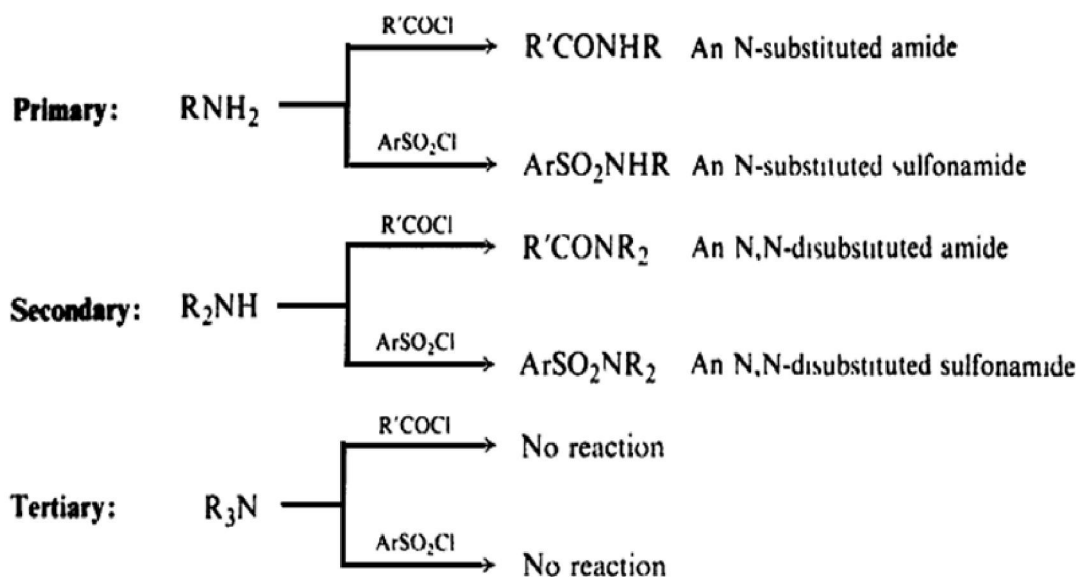 R′COCl
R′CONHR An N-substituted amide
Primary: RNH₂
ArSO₂Cl
ArSO₂NHR An N-substituted sulfonamide
R′COCl
R′CONR₂ An N,N-disubstituted amide
Secondary: R₂NH
ArSO₂Cl
ArSO₂NR₂ An N,N-disubstituted sulfonamide
R′COCl
No reaction
Tertiary: R₃N
ArSO₂Cl
No reaction